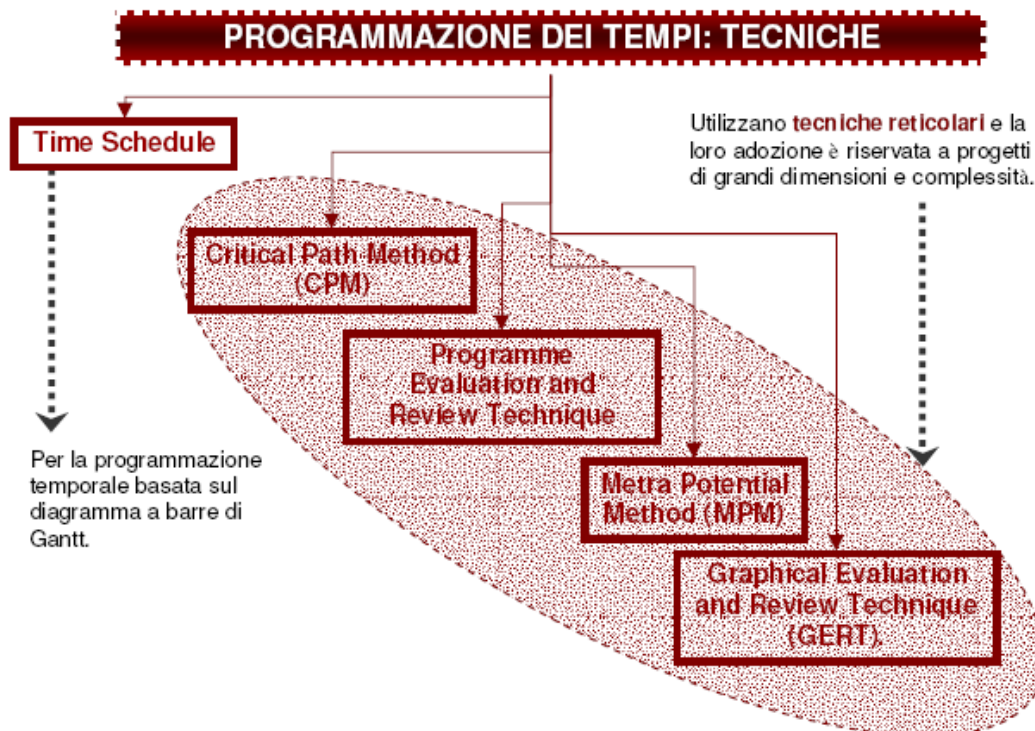 PROGRAMMAZIONE DEI TEMPI: TECNICHE
Time Schedule
Utilizzano tecniche reticolari e la
loro adozione è riservata a progetti
di grandi dimensioni e complessità.
Critical Path Method
(CPM)
Programme
Evaluation and
Review Technique
Per la programmazione
temporale basata sul
diagramma a barre di
Gantt.
Metra Potential
Method (MPM)
Graphical Evaluation
and Review Technique
(GERT).